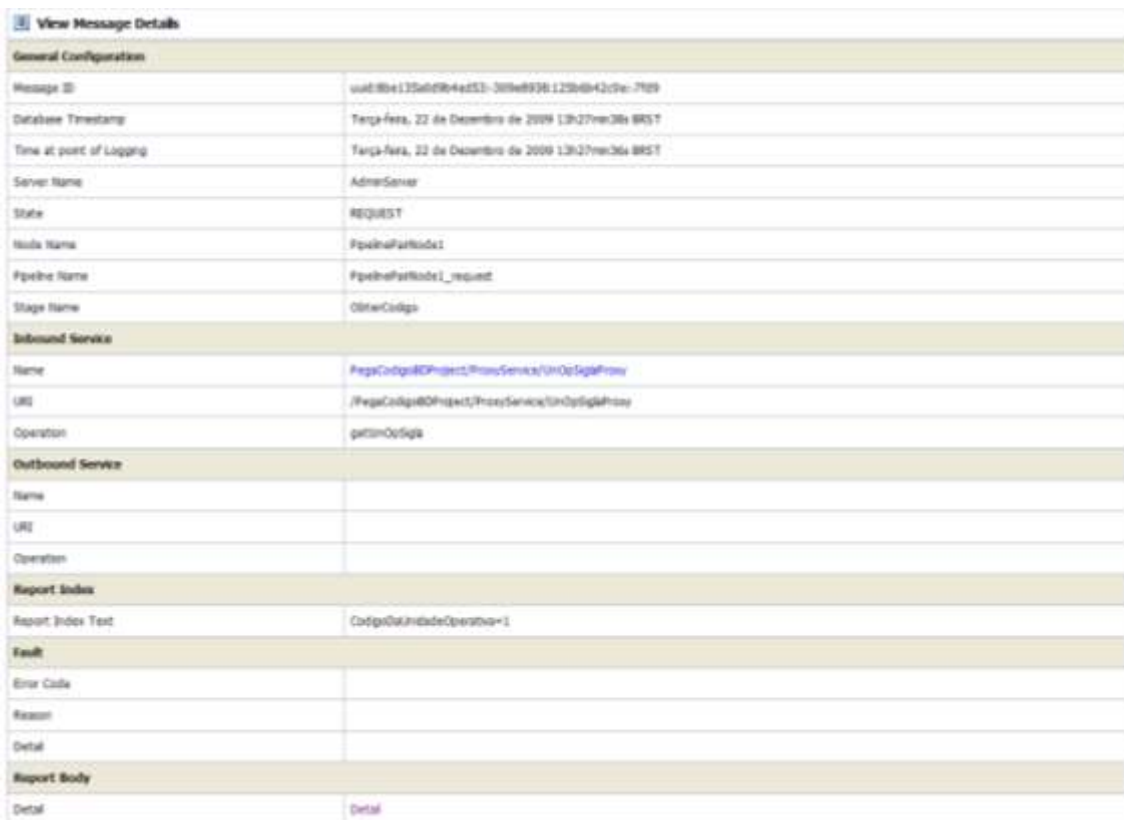 View Message Details
General Configuration
Message ID
Database Timestamp Terça-feira, 22 de Dezembro de 2009 13h27min36s BRST
Time at point of Logging Terça-feira, 22 de Dezembro de 2009 13h27min36s BRST
Server Name AdminServer
State REQUEST
Node Name PipelinePairNode1
Pipeline Name PipelinePairNode1_request
Stage Name ObterCodigo
Inbound Service
Name PegaCodigoBDProject/ProxyService/UnOpSiglaProxy
URI /PegaCodigoBDProject/ProxyService/UnOpSiglaProxy
Operation getUnOpSigla
Outbound Service
Name
URI
Operation
Report Index
Report Index Text CodigoDaUnidadeOperativa=1
Fault
Error Code
Reason
Detail
Report Body
Detail Detail